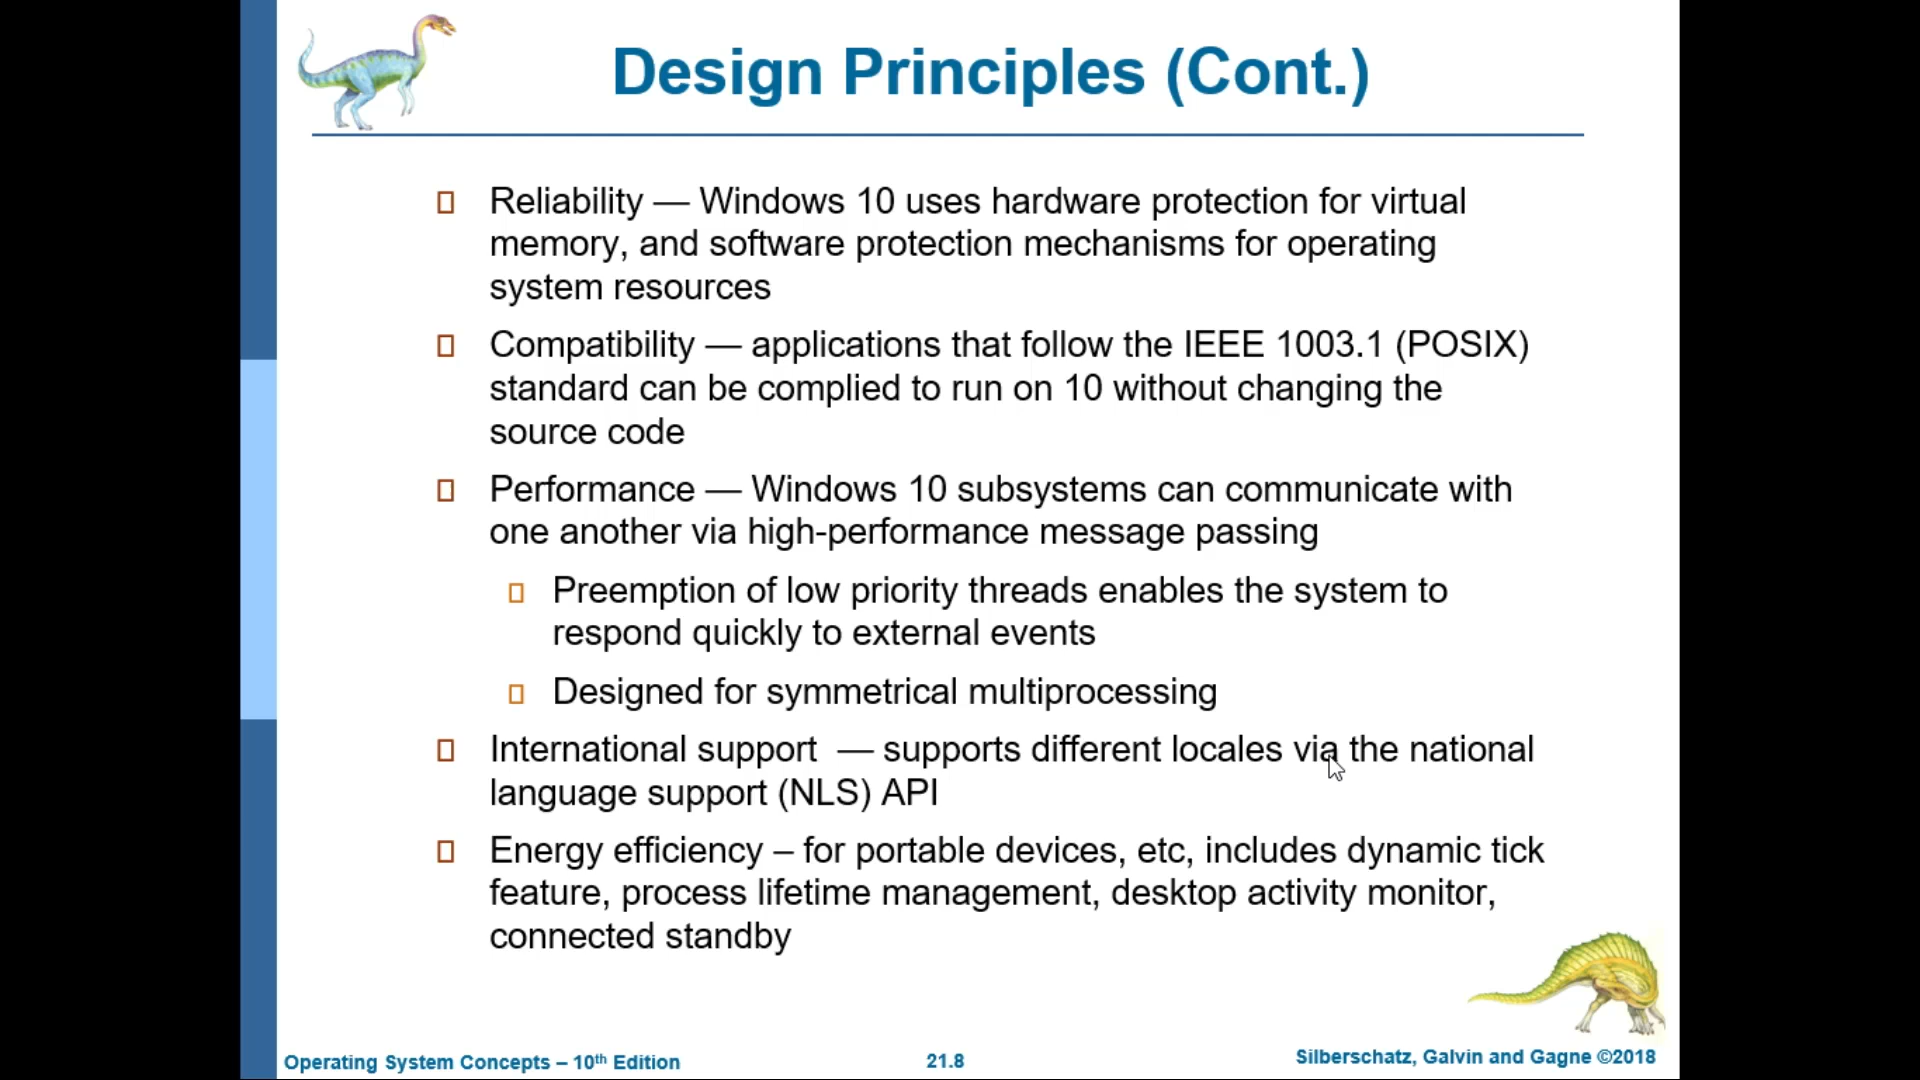 Design Principles (Cont.)
Reliability — Windows 10 uses hardware protection for virtual
memory, and software protection mechanisms for operating
system resources
Compatibility — applications that follow the IEEE 1003.1 (POSIX)
standard can be complied to run on 10 without changing the
source code
Performance — Windows 10 subsystems can communicate with
one another via high-performance message passing
Preemption of low priority threads enables the system to
respond quickly to external events
Designed for symmetrical multiprocessing
International support — supports different locales via the national
language support (NLS) API
Energy efficiency – for portable devices, etc, includes dynamic tick
feature, process lifetime management, desktop activity monitor,
connected standby
Operating System Concepts – 10th Edition
21.8
Silberschatz, Galvin and Gagne ©2018